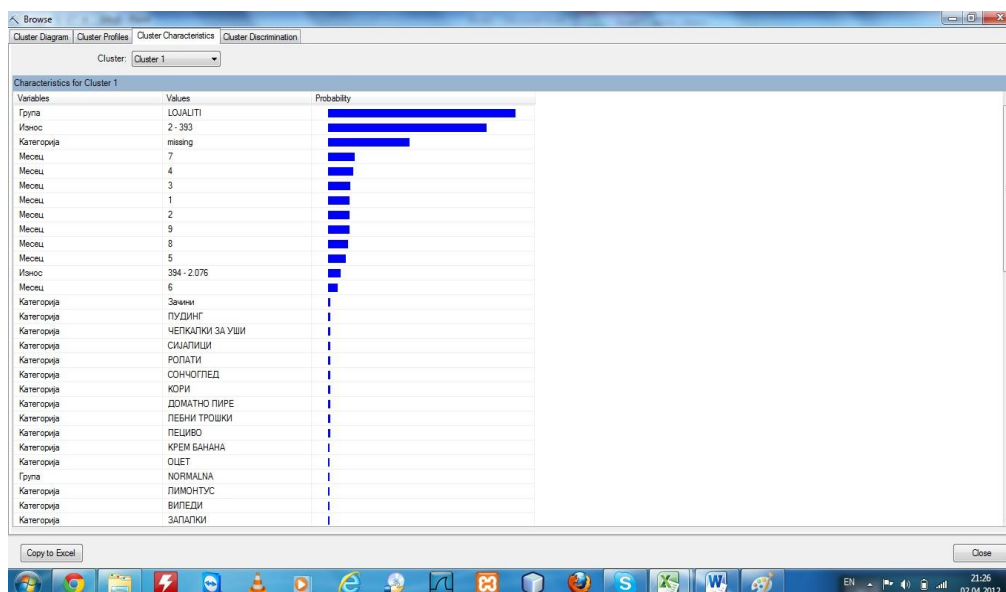 Browse
Cluster Diagram Cluster Profiles Cluster Characteristics Cluster Discrimination
Cluster: Cluster 1
Characteristics for Cluster 1
Variables Values Probability
Група LOJALITI
Износ 2 - 393
Категорија missing
Месец 7
Месец 4
Месец 3
Месец 1
Месец 2
Месец 9
Месец 8
Месец 5
Износ 394 - 2.076
Месец 6
Категорија Зачини
Категорија ПУДИНГ
Категорија ЧЕПКАЛКИ ЗА УШИ
Категорија СИЈАЛИЦИ
Категорија РОЛАТИ
Категорија СОНЧОГЛЕД
Категорија КОРИ
Категорија ДОМАТНО ПИРЕ
Категорија ЛЕБНИ ТРОШКИ
Категорија ПЕЦИВО
Категорија КРЕМ БАНАНА
Категорија ОЦЕТ
Група NORMALNA
Категорија ЛИМОНТУС
Категорија ВИЛЕДИ
Категорија ЗАПАЛКИ
Copy to Excel Close
EN 21:26
02.04.2012